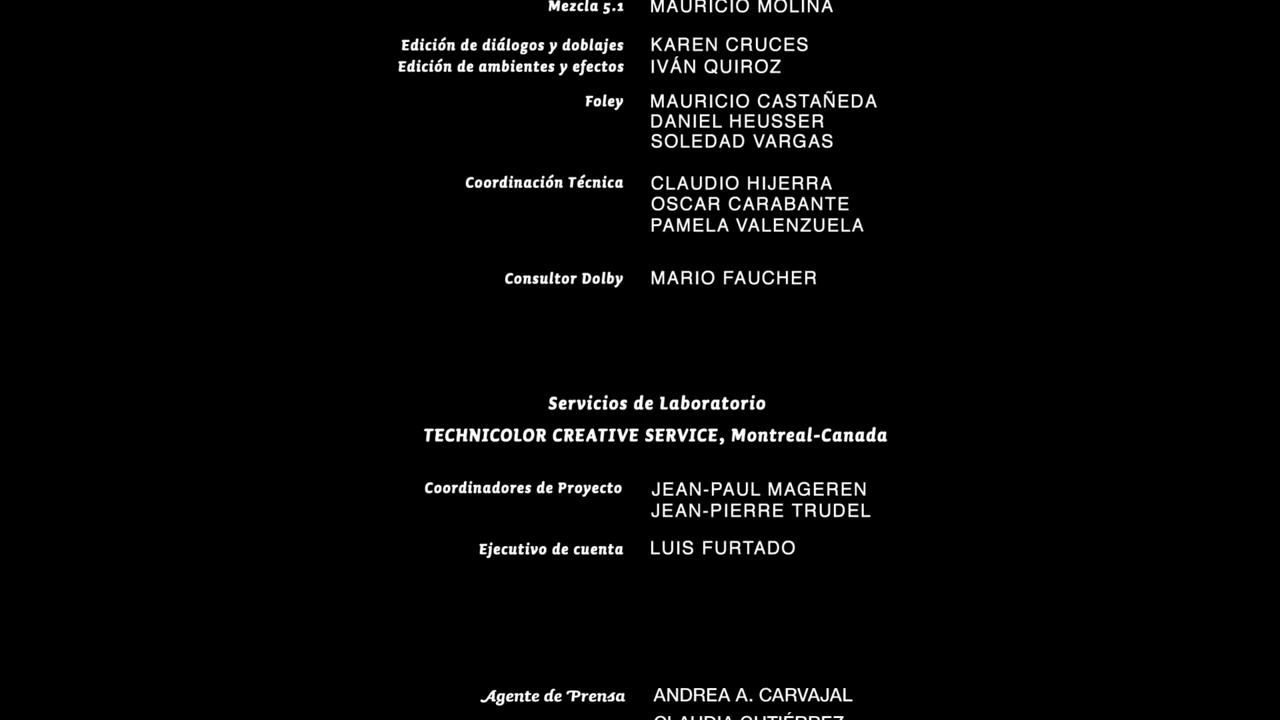 Mezcla 5.1 MAURICIO MOLINA
Edición de diálogos y doblajes KAREN CRUCES
Edición de ambientes y efectos IVÁN QUIROZ
Foley MAURICIO CASTAÑEDA
DANIEL HEUSSER
SOLEDAD VARGAS
Coordinación Técnica CLAUDIO HIJERRA
OSCAR CARABANTE
PAMELA VALENZUELA
Consultor Dolby MARIO FAUCHER
Servicios de Laboratorio
TECHNICOLOR CREATIVE SERVICE, Montreal-Canada
Coordinadores de Proyecto JEAN-PAUL MAGEREN
JEAN-PIERRE TRUDEL
Ejecutivo de cuenta LUIS FURTADO
Agente de Prensa ANDREA A. CARVAJAL
CLAUDIA GUTIÉRREZ